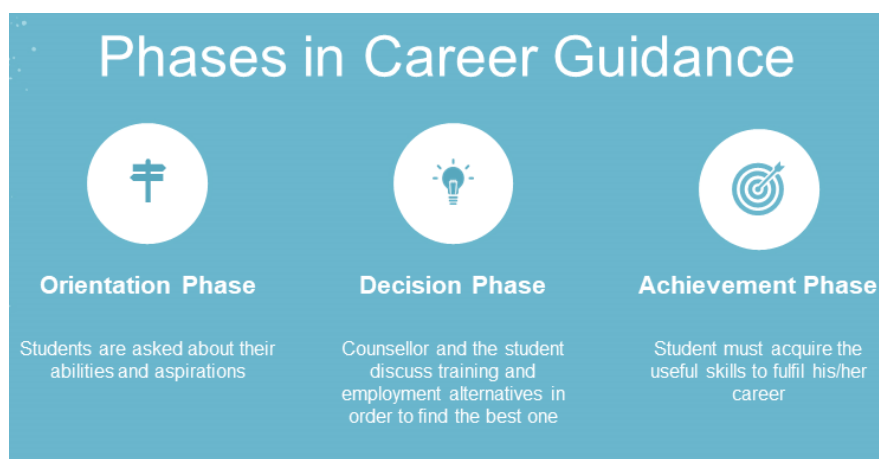 Phases in Career Guidance
Orientation Phase
Students are asked about their
abilities and aspirations
Decision Phase
Counsellor and the student
discuss training and
employment alternatives in
order to find the best one
Achievement Phase
Student must acquire the
useful skills to fulfil his/her
career